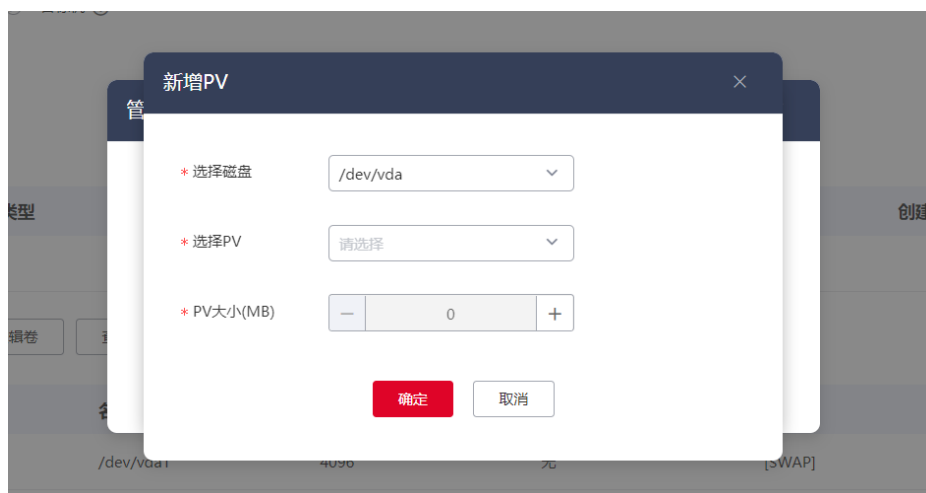 新增PV
管
* 选择磁盘
/dev/vda
类型
创建
* 选择PV
请选择
* PV大小(MB)
0
辑卷
确定
取消
/dev/vda1
4096
无
[SWAP]